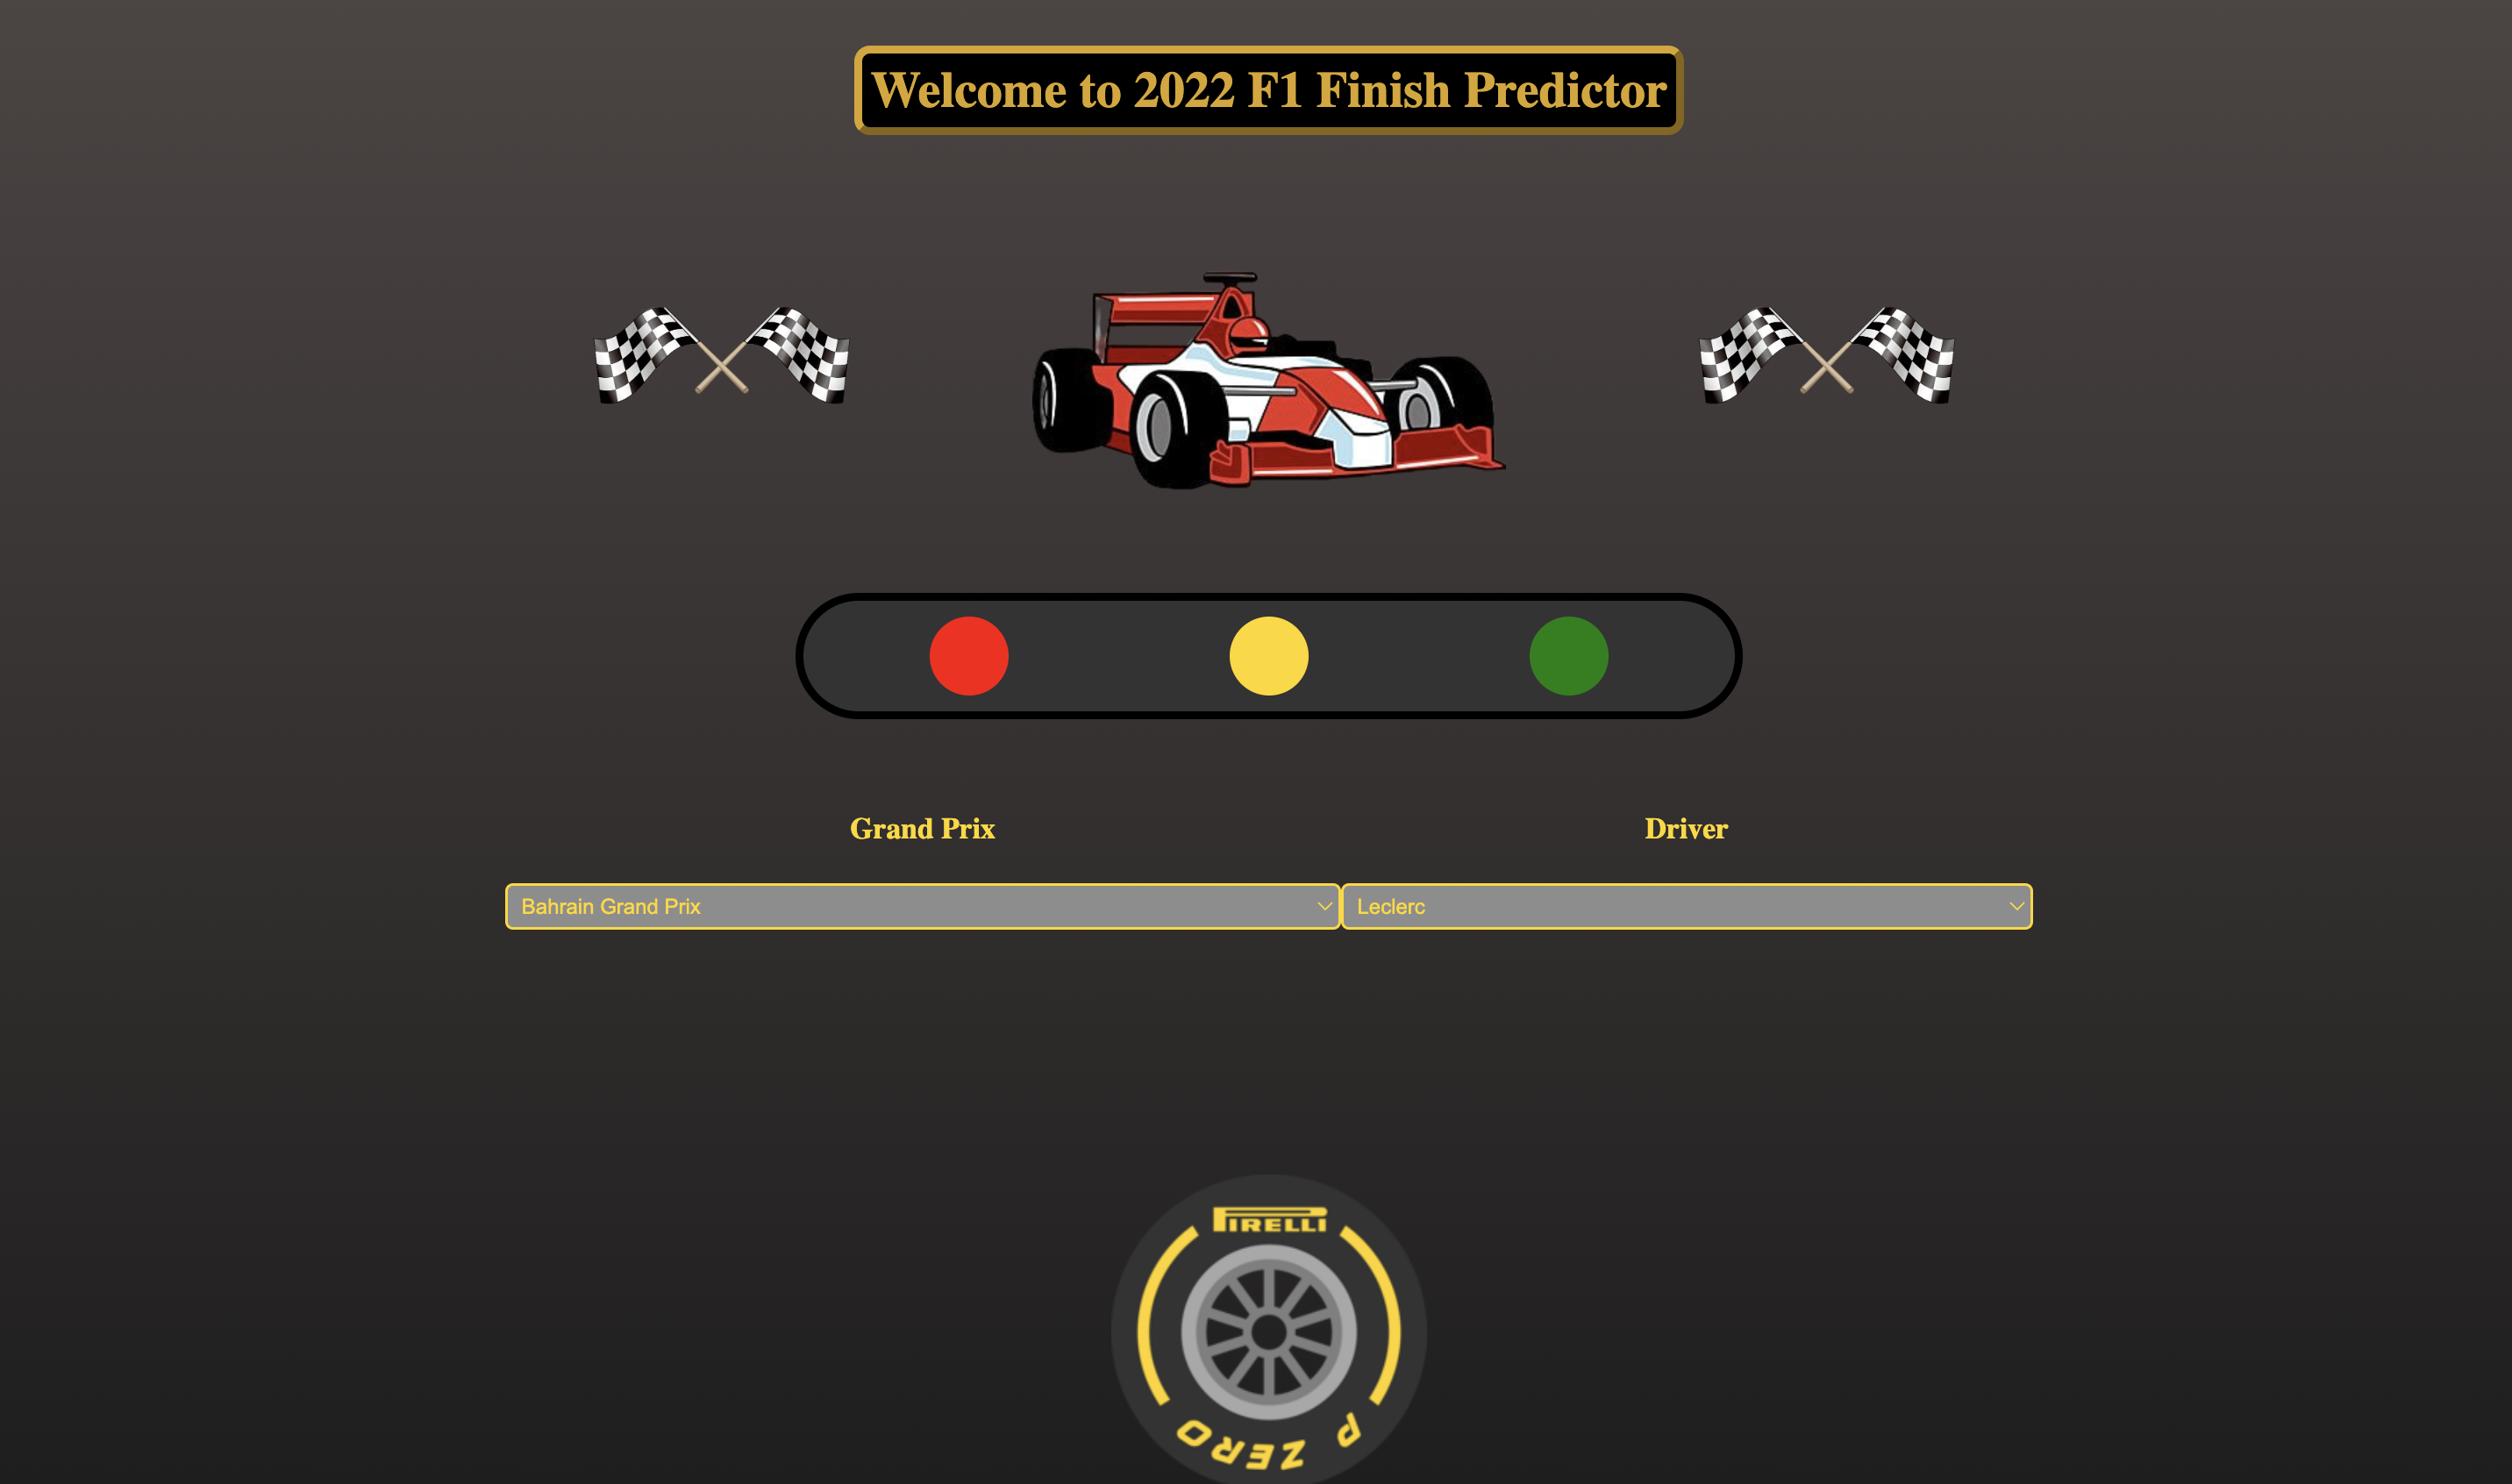 Welcome to 2022 F1 Finish Predictor
Grand Prix
Driver
Bahrain Grand Prix
Leclerc
PIRELLI
P ZERO